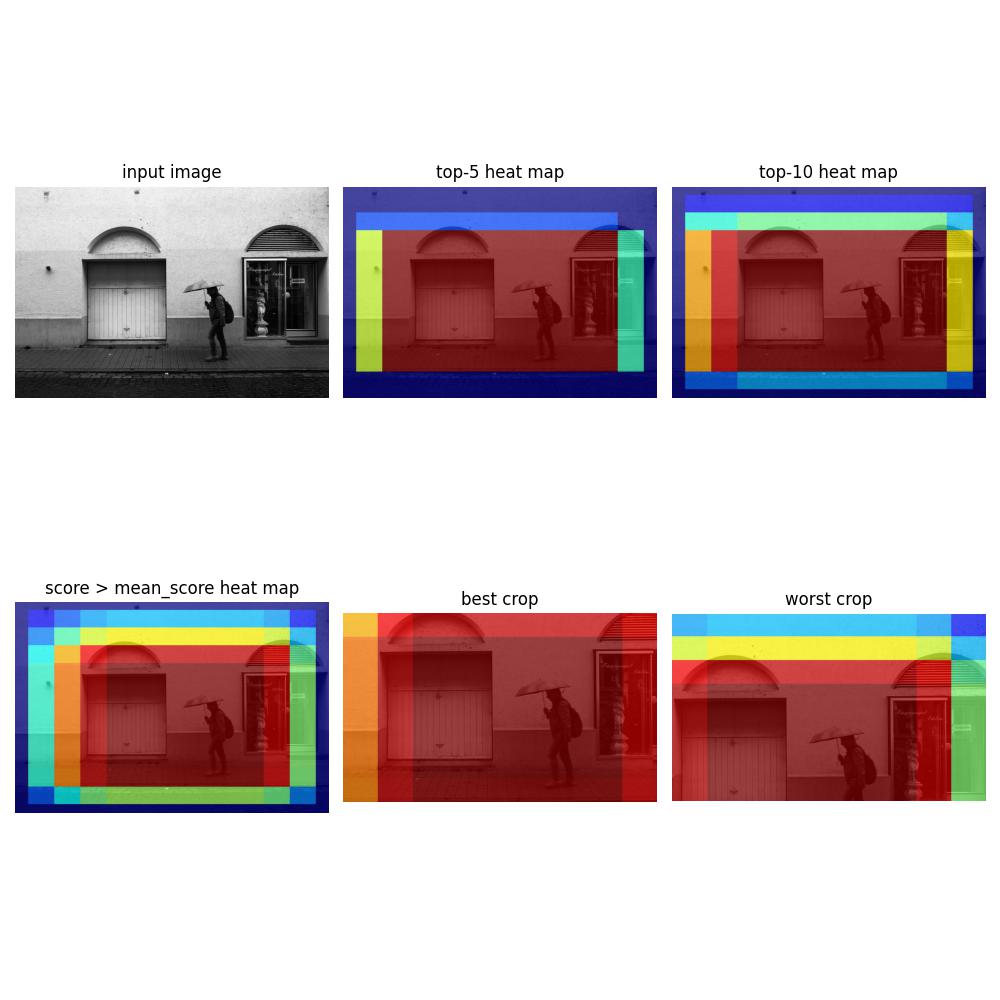 input image
top-5 heat map
top-10 heat map
score > mean_score heat map
best crop
worst crop